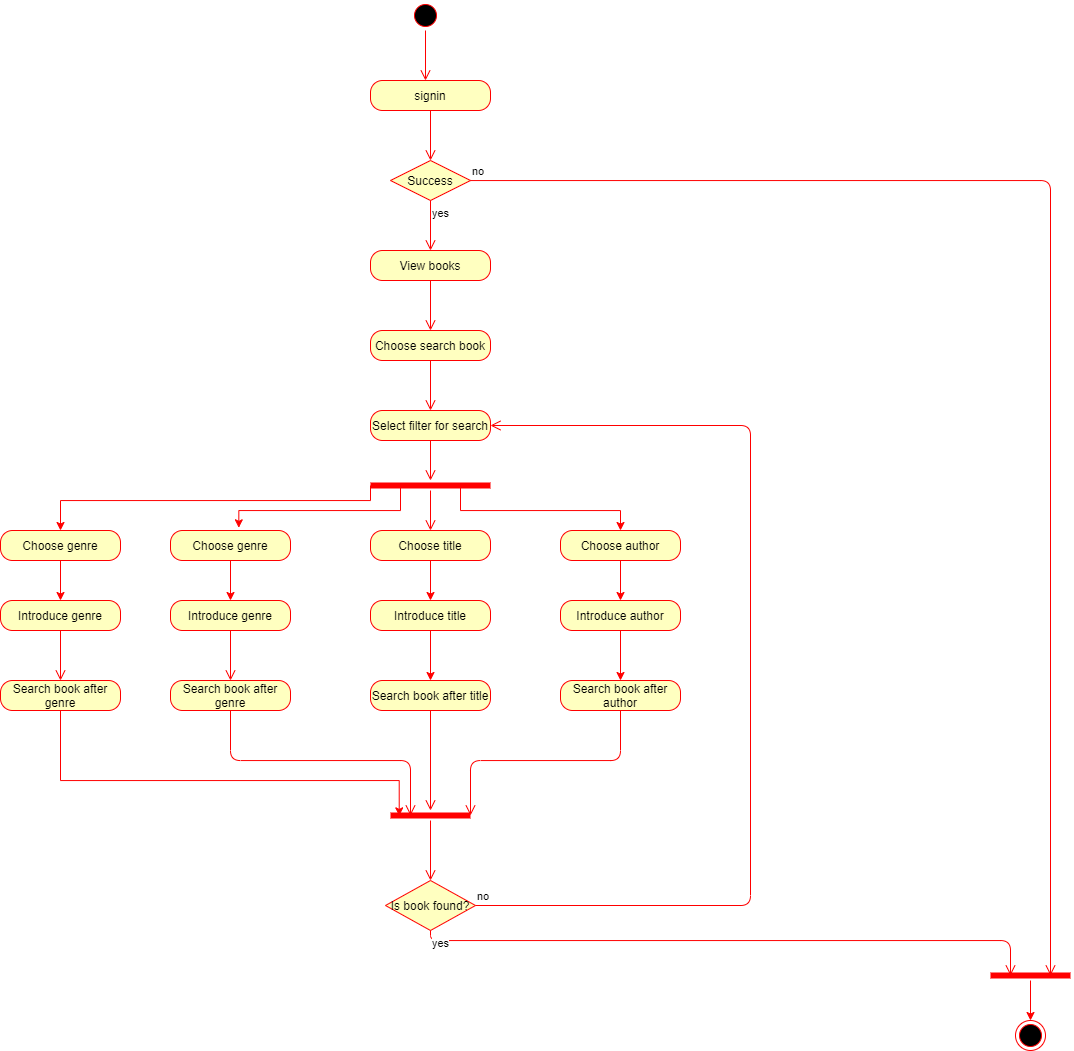 signin
Success
no
yes
View books
Choose search book
Select filter for search
Choose genre
Choose genre
Choose title
Choose author
Introduce genre
Introduce genre
Introduce title
Introduce author
Search book after
genre
Search book after
genre
Search book after title
Search book after
author
Is book found?
no
yes